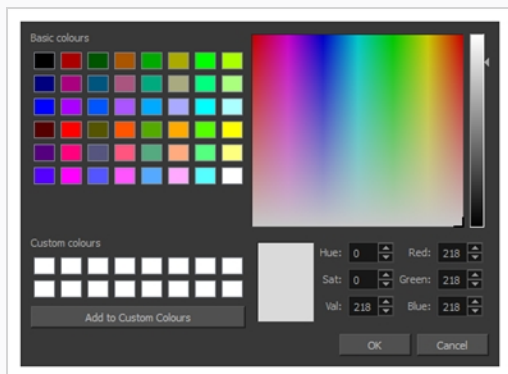 Basic colours
Custom colours
Add to Custom Colours
Hue: 0 Red: 218
Sat: 0 Green: 218
Val: 218 Blue: 218
OK Cancel